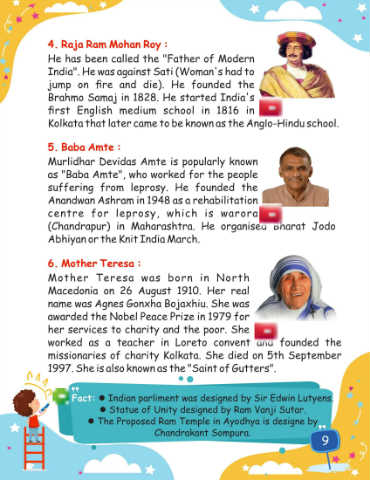 4. Raja Ram Mohan Roy :
He has been called the "Father of Modern
India". He was against Sati (Woman's had to
jump on fire and die). He founded the
Brahmo Samaj in 1828. He started India's
first English medium school in 1816 in
Kolkata that later came to be known as the Anglo-Hindu school.
5. Baba Amte :
Murlidhar Devidas Amte is popularly known
as "Baba Amte", who worked for the people
suffering from leprosy. He founded the
Anandwan Ashram in 1948 as a rehabilitation
centre for leprosy, which is warora
(Chandrapur) in Maharashtra. He organised Bharat Jodo
Abhiyan or the Knit India March.
6. Mother Teresa :
Mother Teresa was born in North
Macedonia on 26 August 1910. Her real
name was Agnes Gonxha Bojaxhiu. She was
awarded the Nobel Peace Prize in 1979 for
her services to charity and the poor. She
worked as a teacher in Loreto convent and founded the
missionaries of charity Kolkata. She died on 5th September
1997. She is also known as the "Saint of Gutters".
Fact: ● Indian parliment was designed by Sir Edwin Lutyens.
● Statue of Unity designed by Ram Vanji Sutar.
● The Proposed Ram Temple in Ayodhya is designe by
Chandrakant Sompura.
9